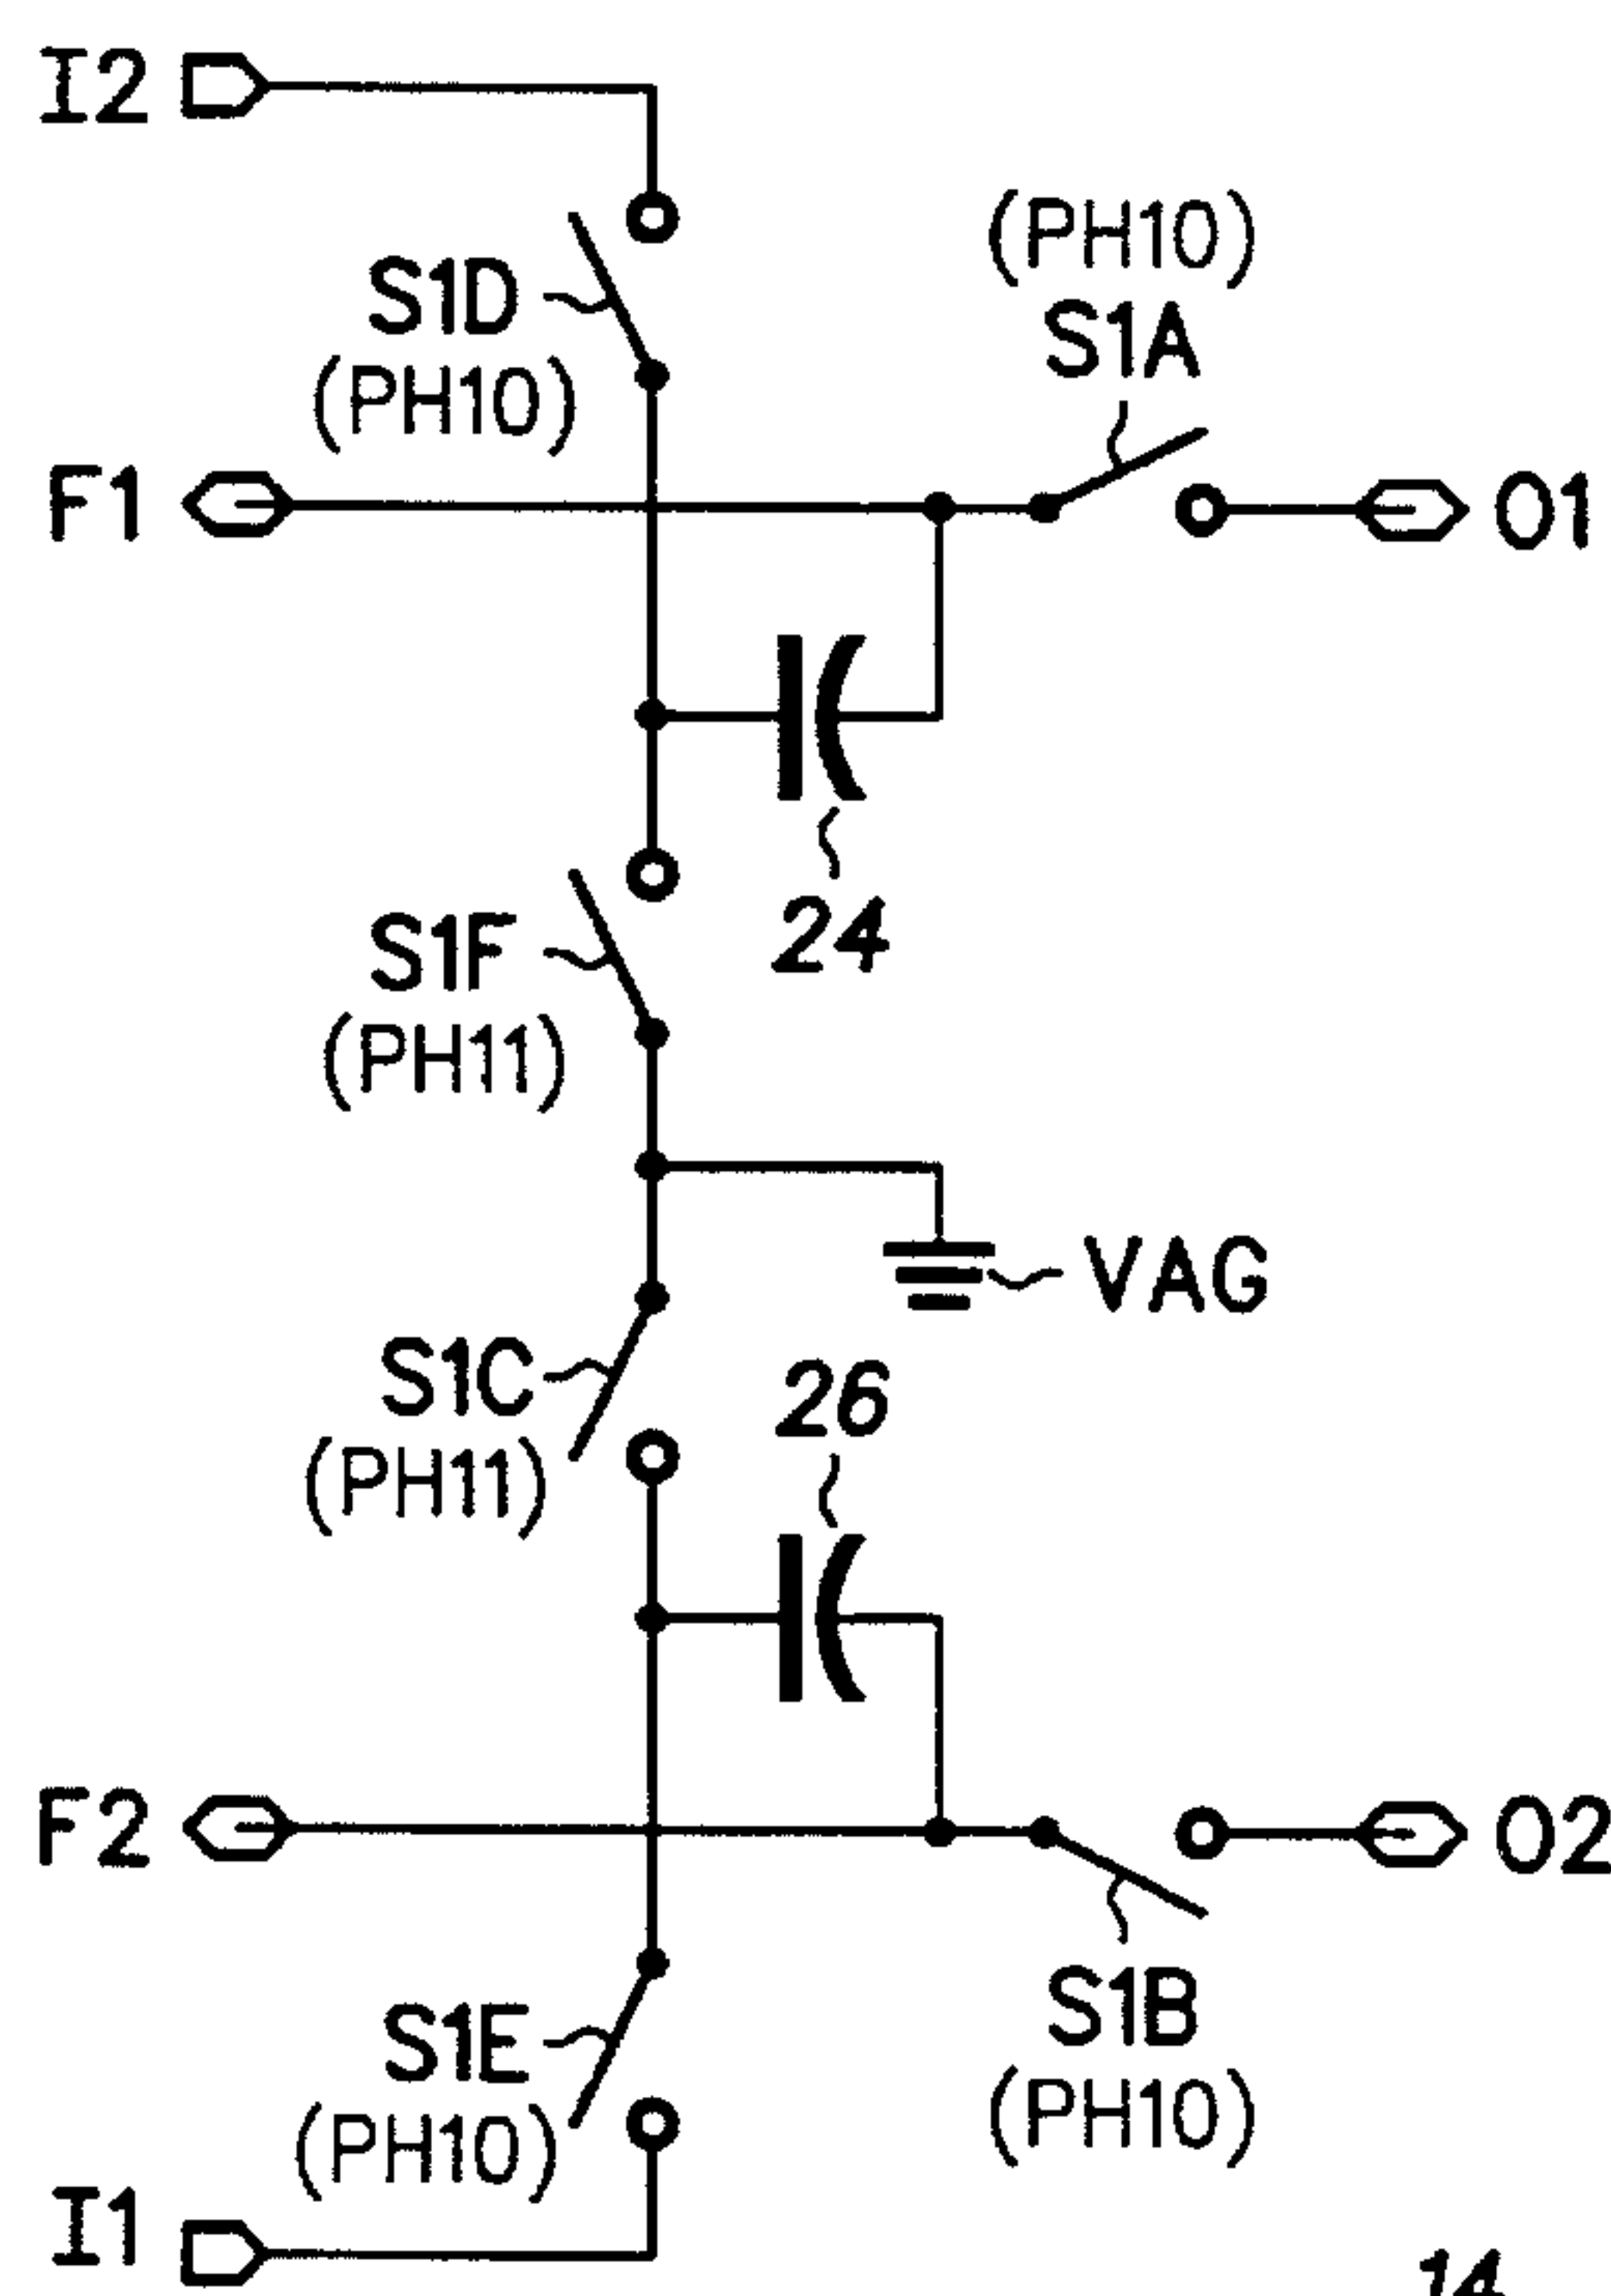 I2
(PH10)
S1A
S1D
(PH10)
F1
O1
24
S1F
(PH11)
VAG
S1C
(PH11)
26
F2
O2
S1B
(PH10)
S1E
(PH10)
I1
14